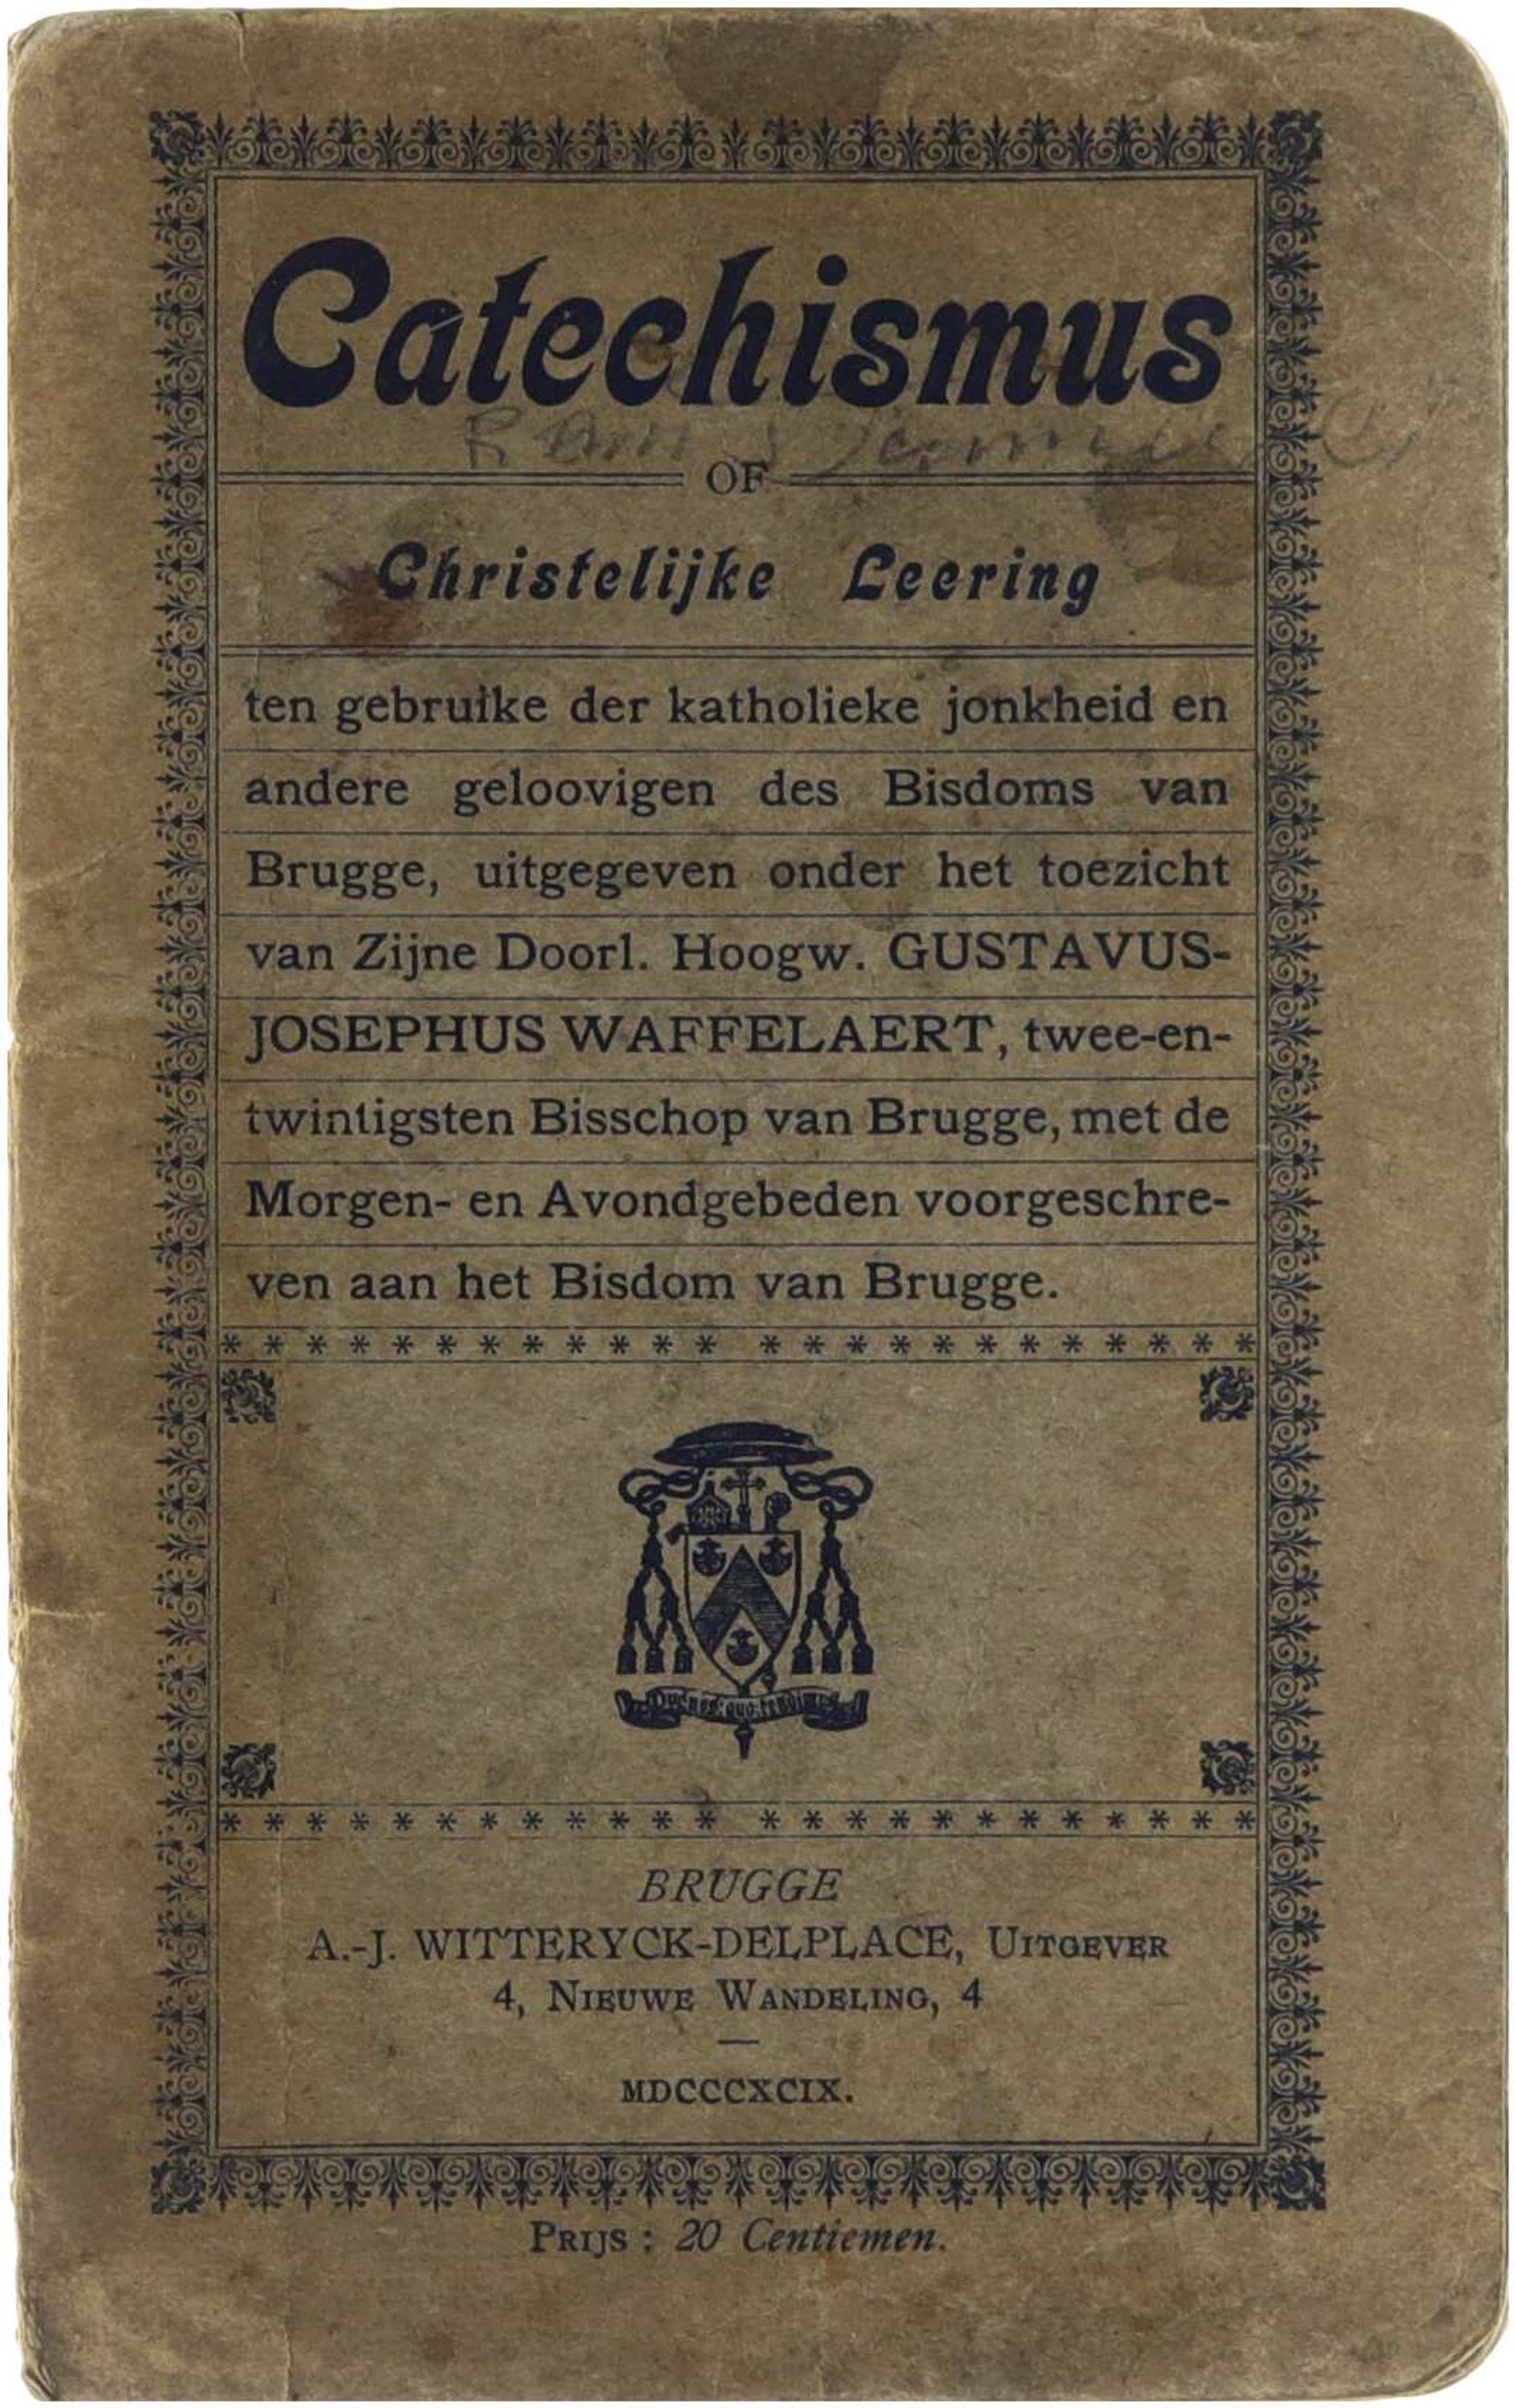 Catechismus
OF
Christelijke Leering
ten gebruike der katholieke jonkheid en
andere geloovigen des Bisdoms van
Brugge, uitgegeven onder het toezicht
van Zijne Doorl. Hoogw. GUSTAVUS-
JOSEPHUS WAFFELAERT, twee-en-
twintigsten Bisschop van Brugge, met de
Morgen- en Avondgebeden voorgeschre-
ven aan het Bisdom van Brugge.
* * * * * * * * * * * * * * * * * * * * * * * *
quo tendimus
* * * * * * * * * * * * * * * * * * * * * * * *
BRUGGE
A.-J. WITTERYCK-DELPLACE, UITGEVER
4, NIEUWE WANDELING, 4
—
MDCCCXCIX.
PRIJS : 20 Centiemen.